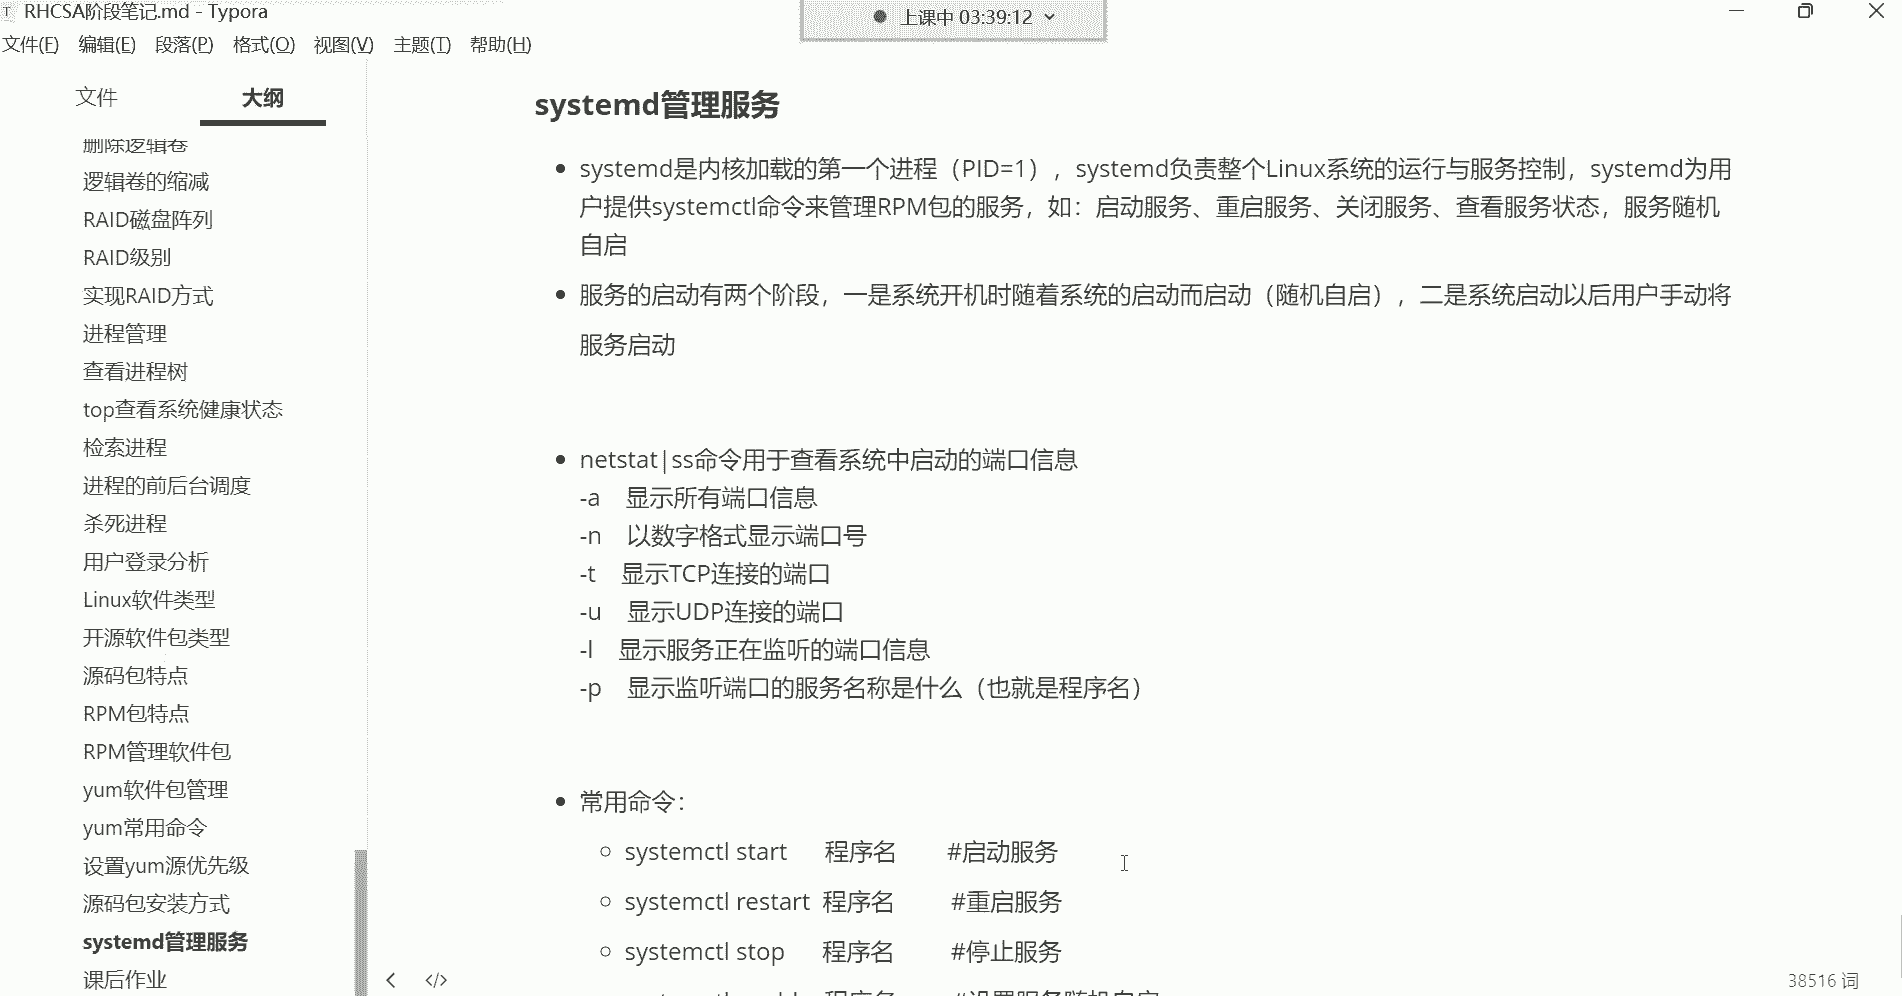 RHCSA阶段笔记.md - Typora
上课中 03:39:12
文件(F) 编辑(E) 段落(P) 格式(O) 视图(V) 主题(T) 帮助(H)
文件 大纲
删除逻辑卷
逻辑卷的缩减
RAID磁盘阵列
RAID级别
实现RAID方式
进程管理
查看进程树
top查看系统健康状态
检索进程
进程的前后台调度
杀死进程
用户登录分析
Linux软件类型
开源软件包类型
源码包特点
RPM包特点
RPM管理软件包
yum软件包管理
yum常用命令
设置yum源优先级
源码包安装方式
systemd管理服务
课后作业
systemd管理服务
systemd是内核加载的第一个进程（PID=1），systemd负责整个Linux系统的运行与服务控制，systemd为用
户提供systemctl命令来管理RPM包的服务，如：启动服务、重启服务、关闭服务、查看服务状态，服务随机
自启
服务的启动有两个阶段，一是系统开机时随着系统的启动而启动（随机自启），二是系统启动以后用户手动将
服务启动
netstat|ss命令用于查看系统中启动的端口信息
-a 显示所有端口信息
-n 以数字格式显示端口号
-t 显示TCP连接的端口
-u 显示UDP连接的端口
-l 显示服务正在监听的端口信息
-p 显示监听端口的服务名称是什么（也就是程序名）
常用命令：
systemctl start 程序名 #启动服务
systemctl restart 程序名 #重启服务
systemctl stop 程序名 #停止服务
38516 词